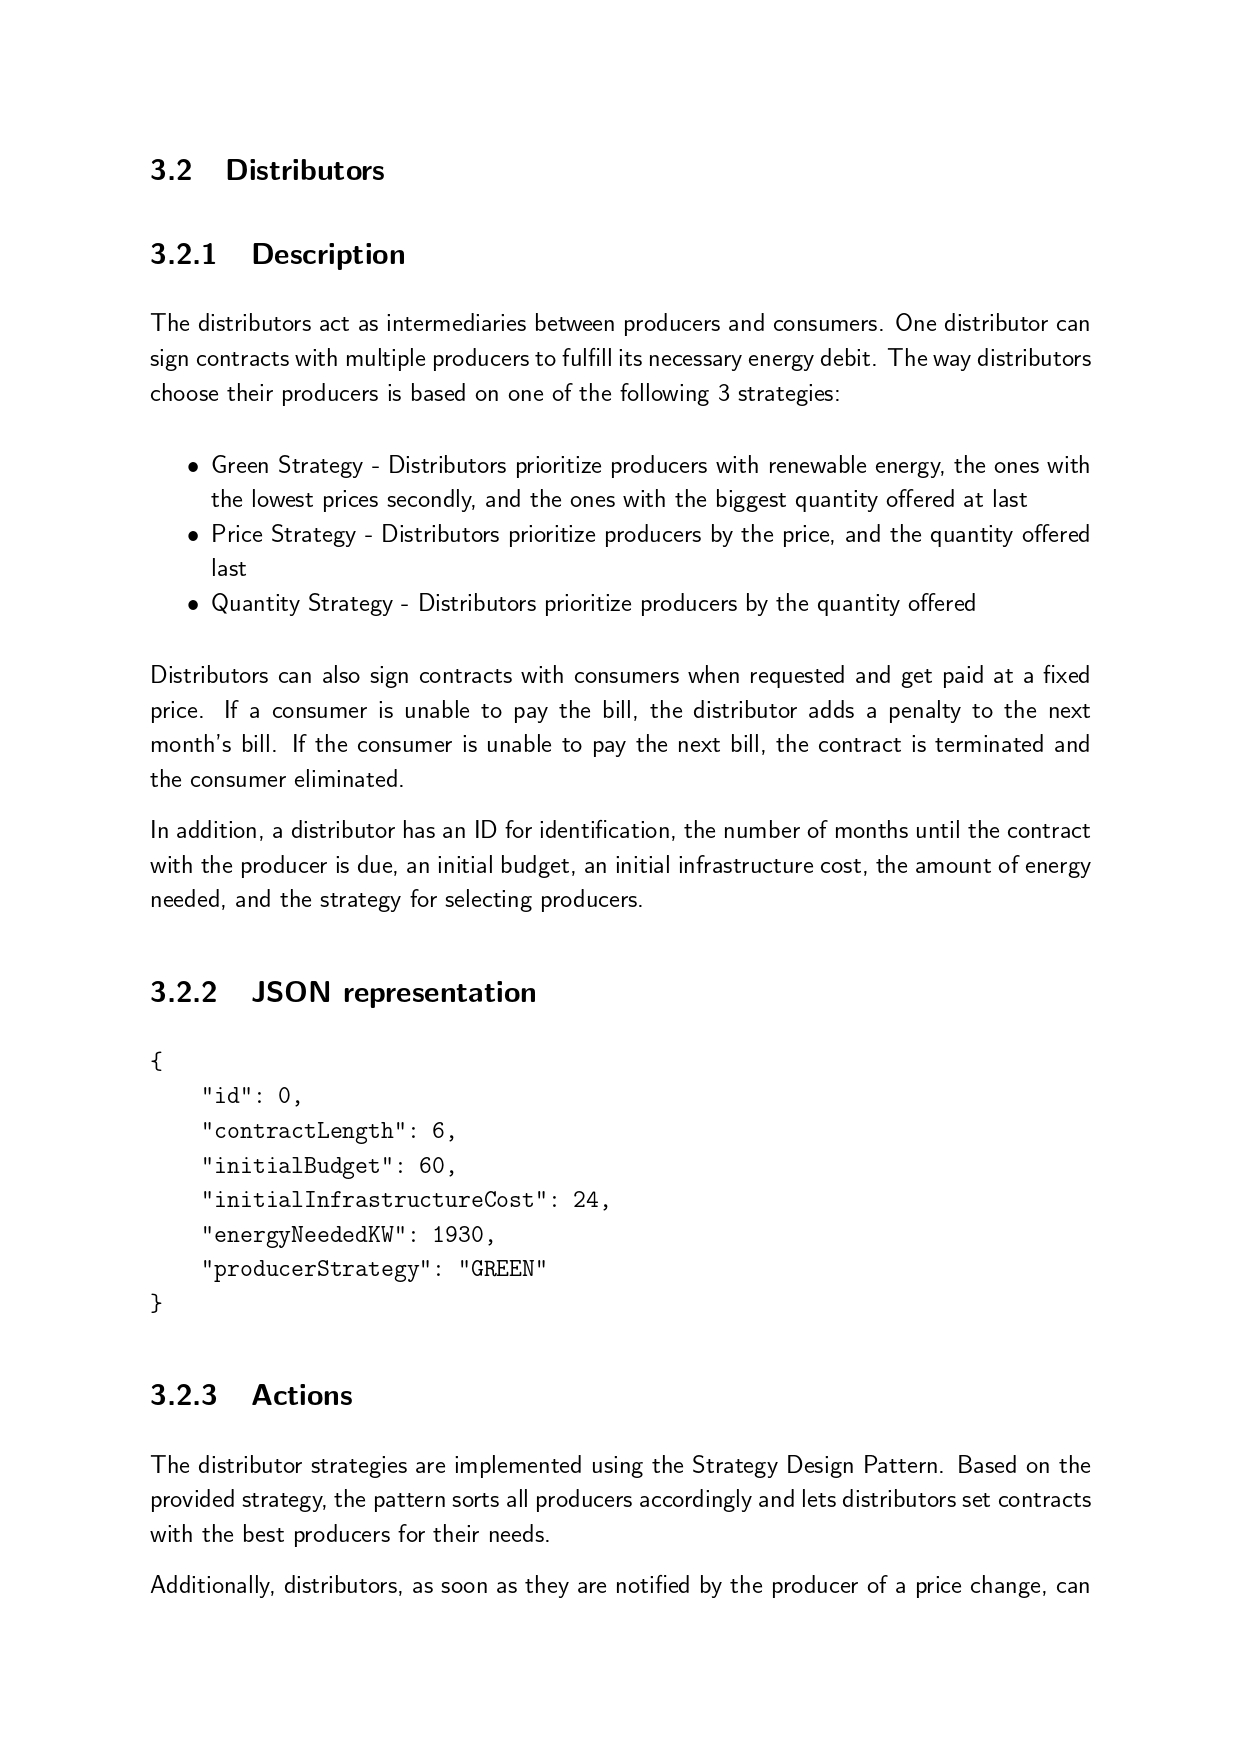 3.2 Distributors
3.2.1 Description
The distributors act as intermediaries between producers and consumers. One distributor can
sign contracts with multiple producers to fulfill its necessary energy debit. The way distributors
choose their producers is based on one of the following 3 strategies:
• Green Strategy - Distributors prioritize producers with renewable energy, the ones with
the lowest prices secondly, and the ones with the biggest quantity offered at last
• Price Strategy - Distributors prioritize producers by the price, and the quantity offered
last
• Quantity Strategy - Distributors prioritize producers by the quantity offered
Distributors can also sign contracts with consumers when requested and get paid at a fixed
price. If a consumer is unable to pay the bill, the distributor adds a penalty to the next
month's bill. If the consumer is unable to pay the next bill, the contract is terminated and
the consumer eliminated.
In addition, a distributor has an ID for identification, the number of months until the contract
with the producer is due, an initial budget, an initial infrastructure cost, the amount of energy
needed, and the strategy for selecting producers.
3.2.2 JSON representation
{
"id": 0,
"contractLength": 6,
"initialBudget": 60,
"initialInfrastructureCost": 24,
"energyNeededKW": 1930,
"producerStrategy": "GREEN"
}
3.2.3 Actions
The distributor strategies are implemented using the Strategy Design Pattern. Based on the
provided strategy, the pattern sorts all producers accordingly and lets distributors set contracts
with the best producers for their needs.
Additionally, distributors, as soon as they are notified by the producer of a price change, can